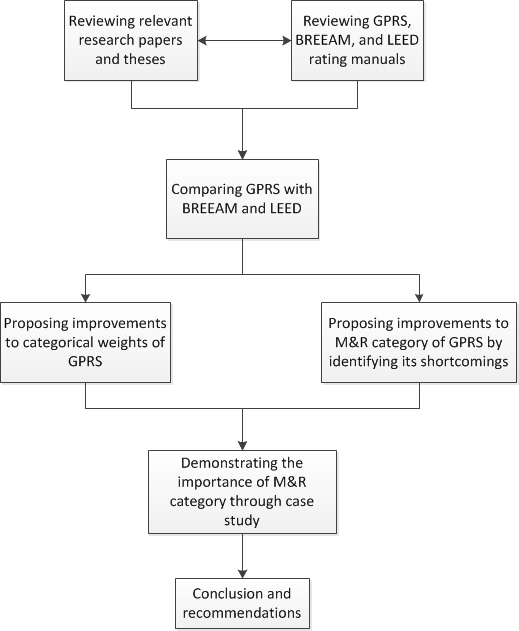 Reviewing relevant
research papers
and theses
Reviewing GPRS,
BREEAM, and LEED
rating manuals
Comparing GPRS with
BREEAM and LEED
Proposing improvements
to categorical weights of
GPRS
Proposing improvements to
M&R category of GPRS by
identifying its shortcomings
Demonstrating the
importance of M&R
category through case
study
Conclusion and
recommendations